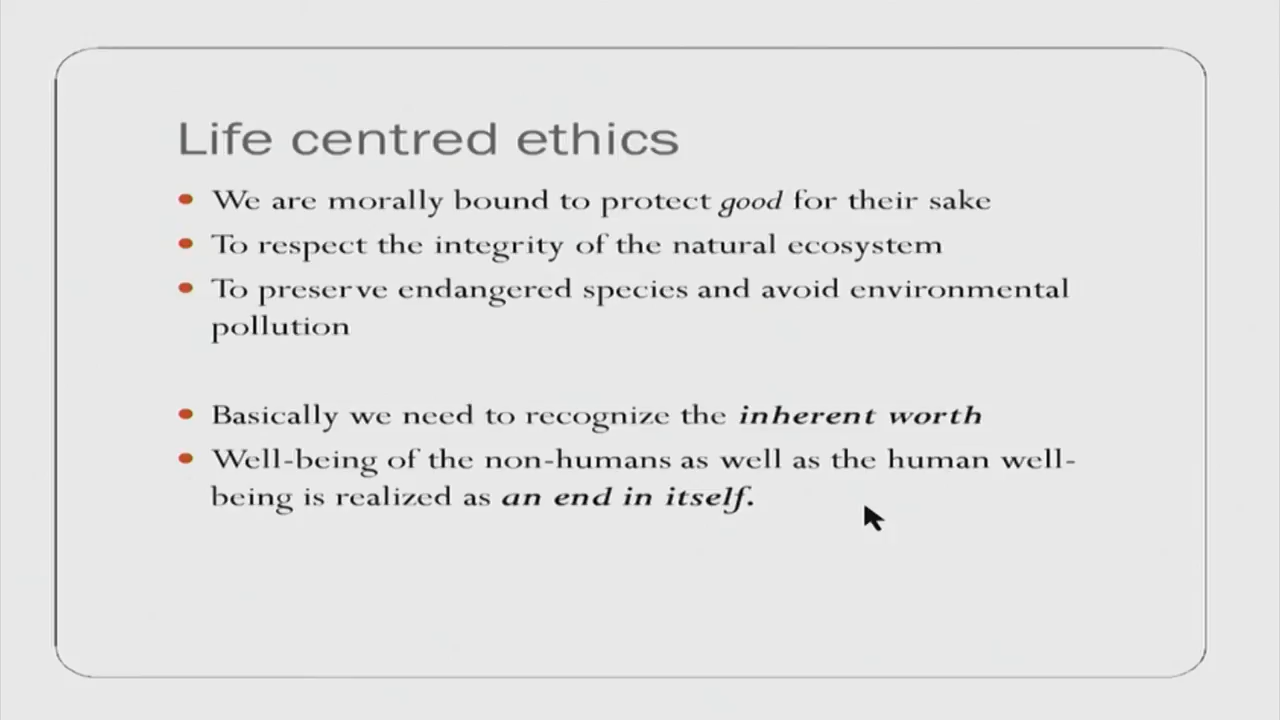 Life centred ethics
• We are morally bound to protect good for their sake
• To respect the integrity of the natural ecosystem
• To preserve endangered species and avoid environmental
pollution
• Basically we need to recognize the inherent worth
• Well-being of the non-humans as well as the human well-
being is realized as an end in itself.